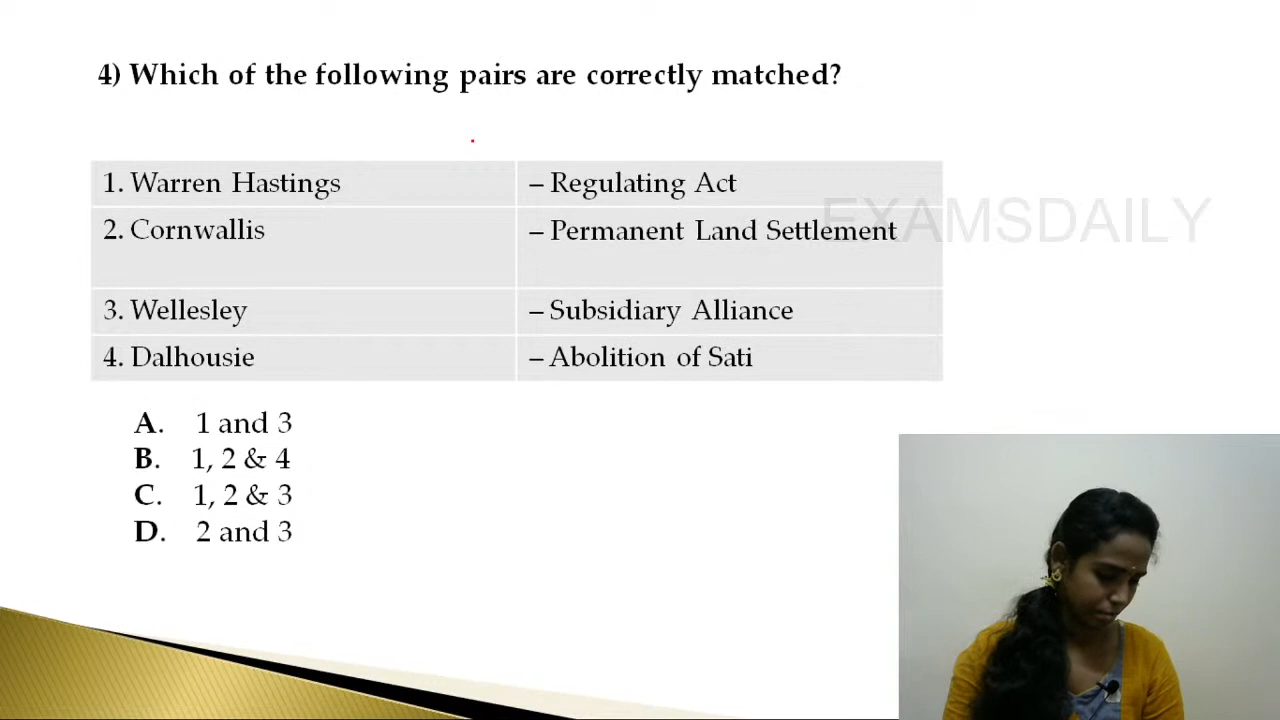 4) Which of the following pairs are correctly matched?
1. Warren Hastings – Regulating Act
EXAMSDAILY
2. Cornwallis – Permanent Land Settlement
3. Wellesley – Subsidiary Alliance
4. Dalhousie – Abolition of Sati
A. 1 and 3
B. 1, 2 & 4
C. 1, 2 & 3
D. 2 and 3